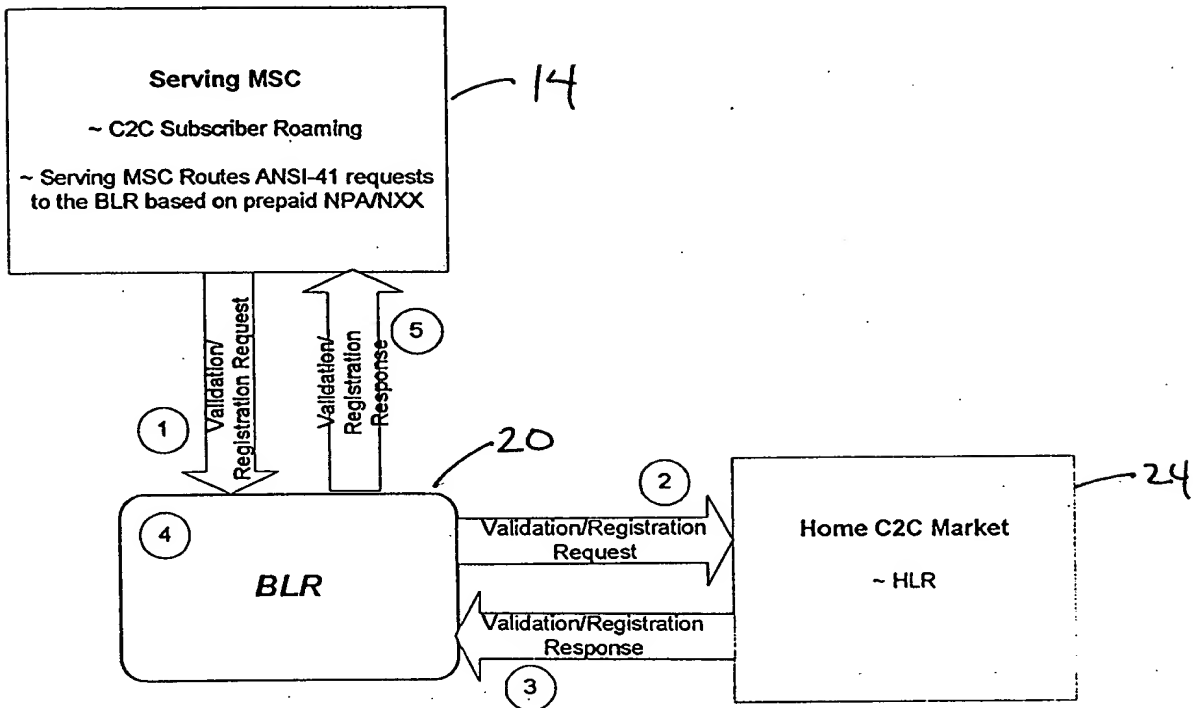 Serving MSC
~ C2C Subscriber Roaming
~ Serving MSC Routes ANSI-41 requests
to the BLR based on prepaid NPA/NXX
14
Validation/
Registration Request
1
Validation/
Registration
Response
5
20
4
BLR
2
Validation/Registration
Request
Validation/Registration
Response
3
24
Home C2C Market
~ HLR